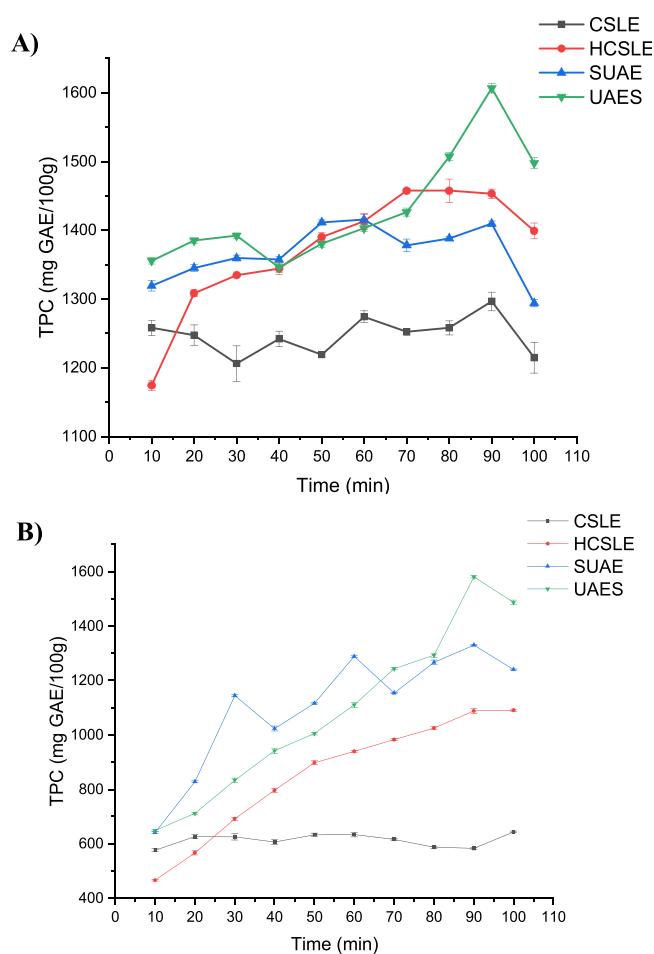 A)
CSLE
HCSLE
SUAE
UAES
1600
1500
1400
1300
1200
1100
TPC (mg GAE/100g)
0 10 20 30 40 50 60 70 80 90 100 110
Time (min)
B)
CSLE
HCSLE
SUAE
UAES
1600
1400
1200
1000
800
600
400
TPC (mg GAE/100g)
0 10 20 30 40 50 60 70 80 90 100 110
Time (min)